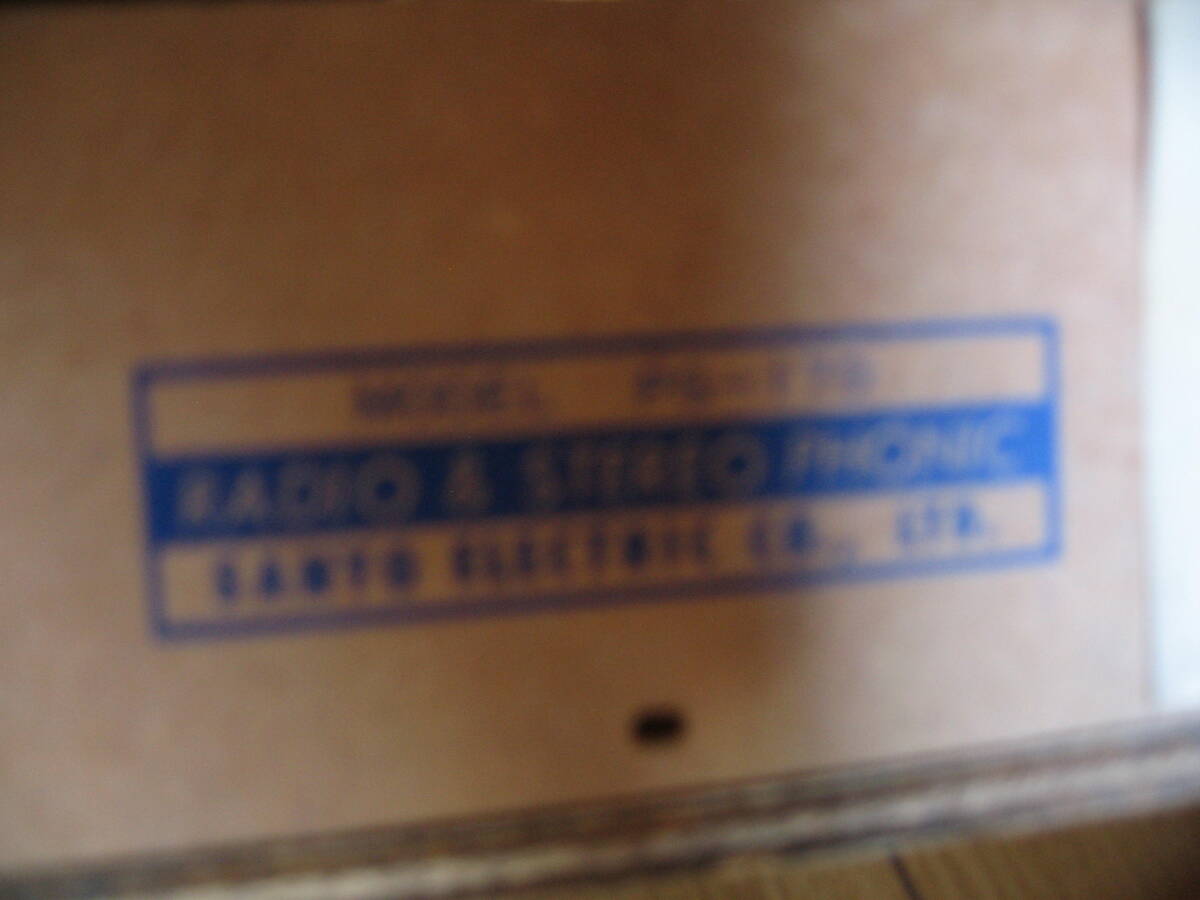 MODEL
RADIO & STEREO PHONIC
SANYO ELECTRIC CO., LTD.